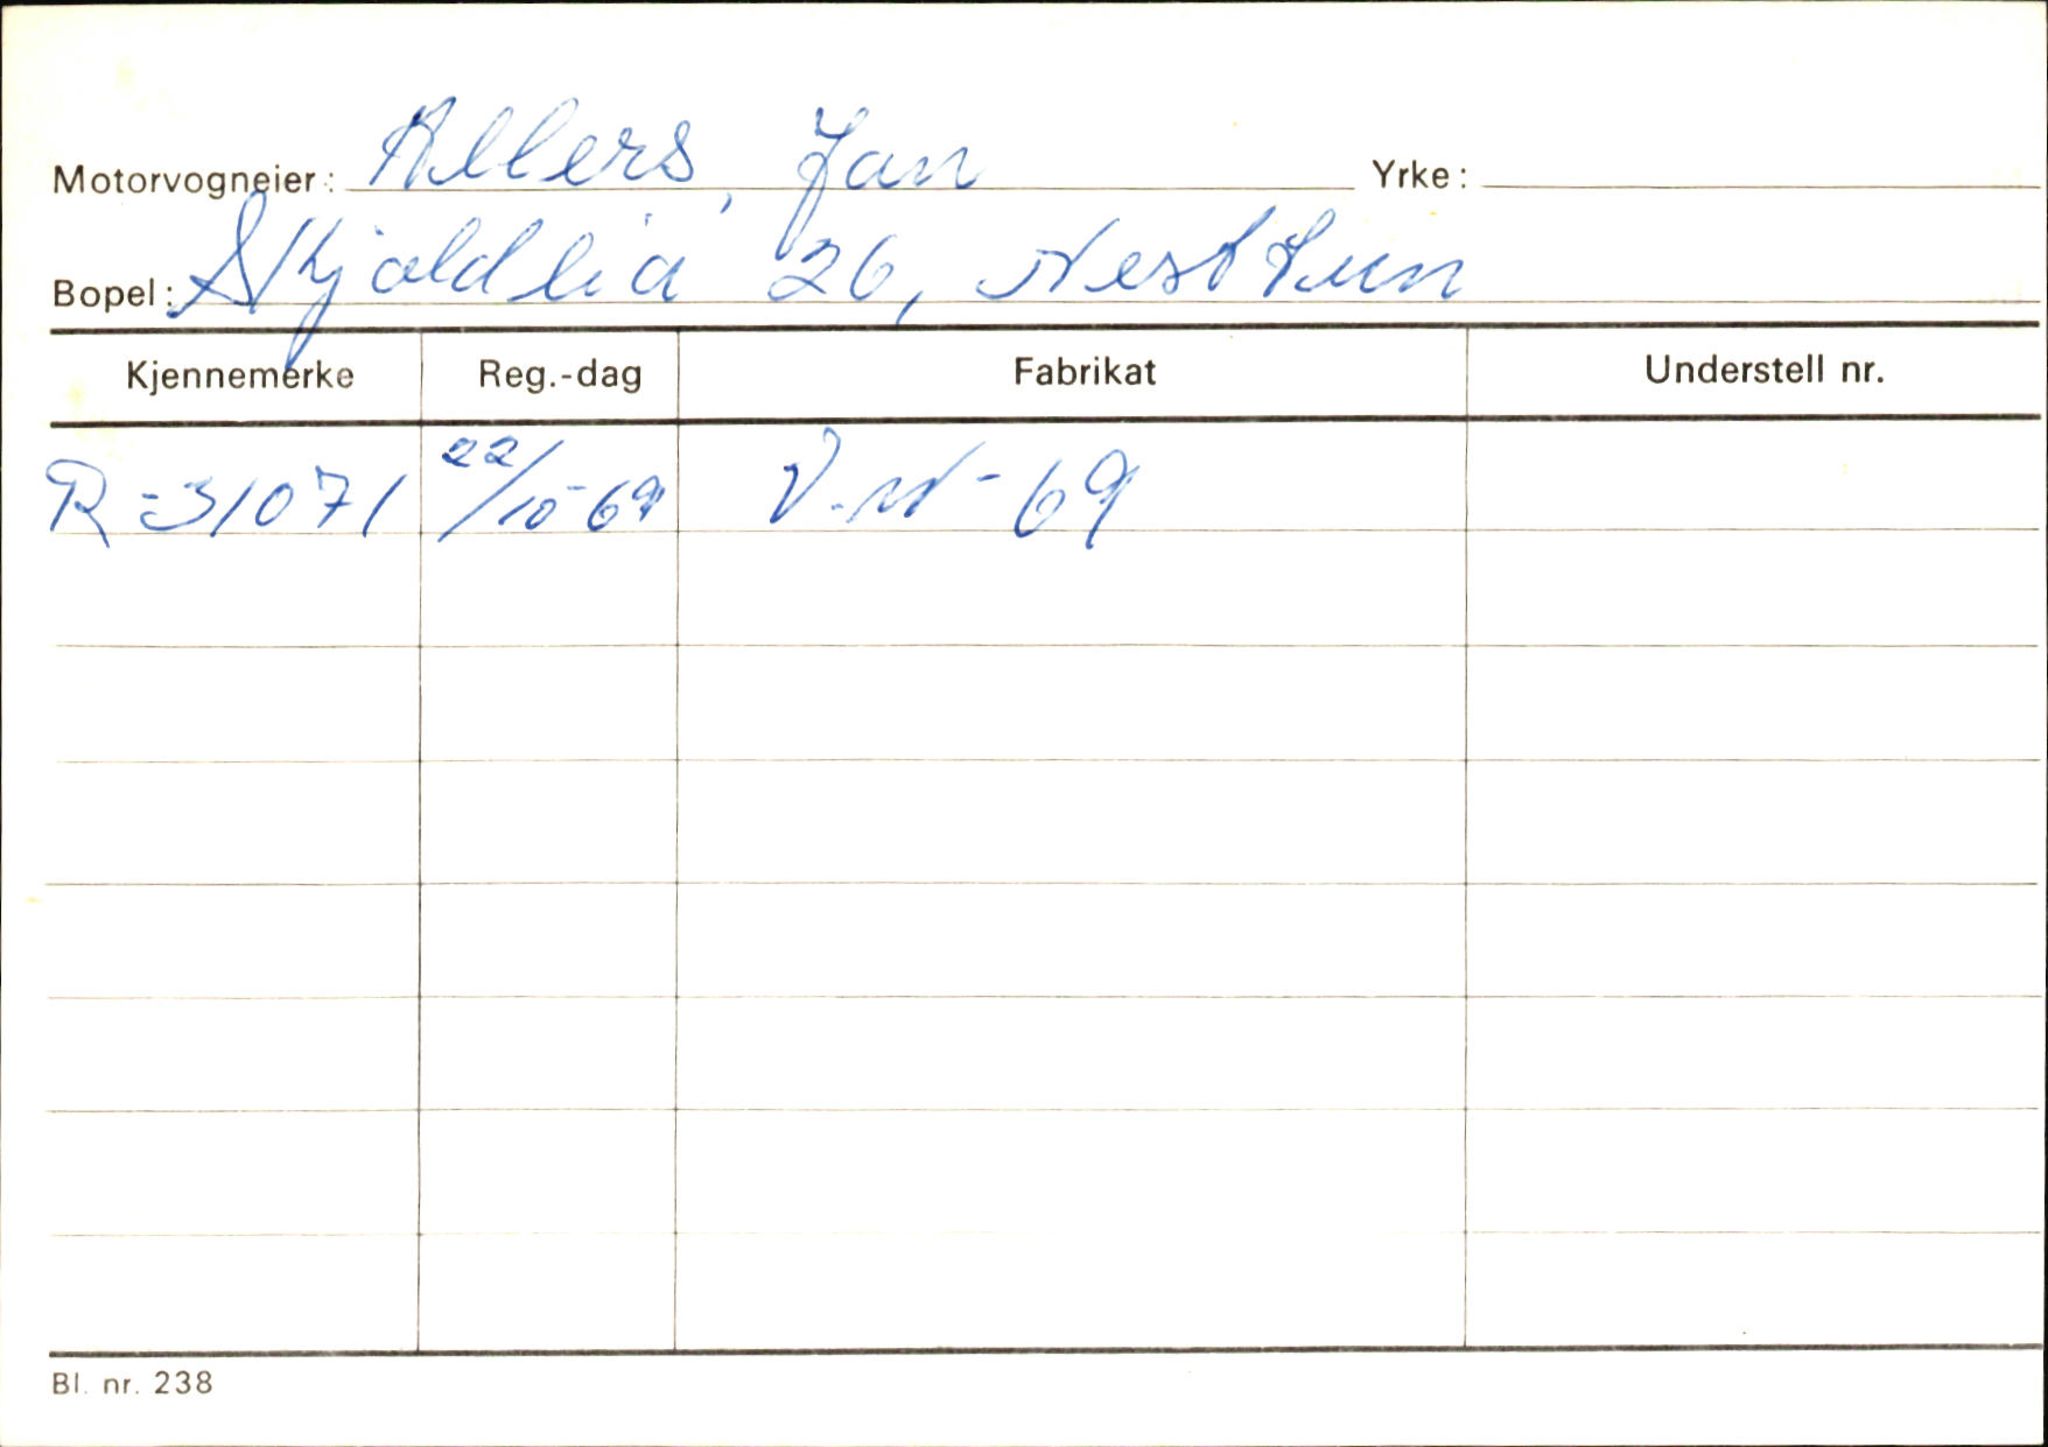 Motorvogneier: Allers, Jan Yrke:
Bopel: Skjoldlia 26, Nesttun
Kjennemerke Reg.-dag Fabrikat Understell nr.
R-31071 22/10-69 V.W-69
Bl. nr. 238